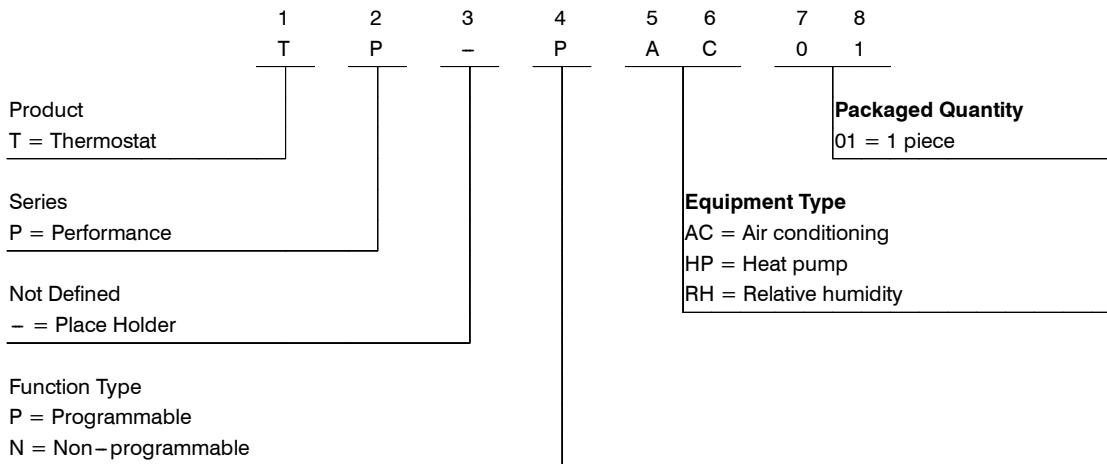 1 2 3 4 5 6 7 8
T P – P A C 0 1
Product
T = Thermostat
Series
P = Performance
Not Defined
– = Place Holder
Function Type
P = Programmable
N = Non–programmable
Packaged Quantity
01 = 1 piece
Equipment Type
AC = Air conditioning
HP = Heat pump
RH = Relative humidity